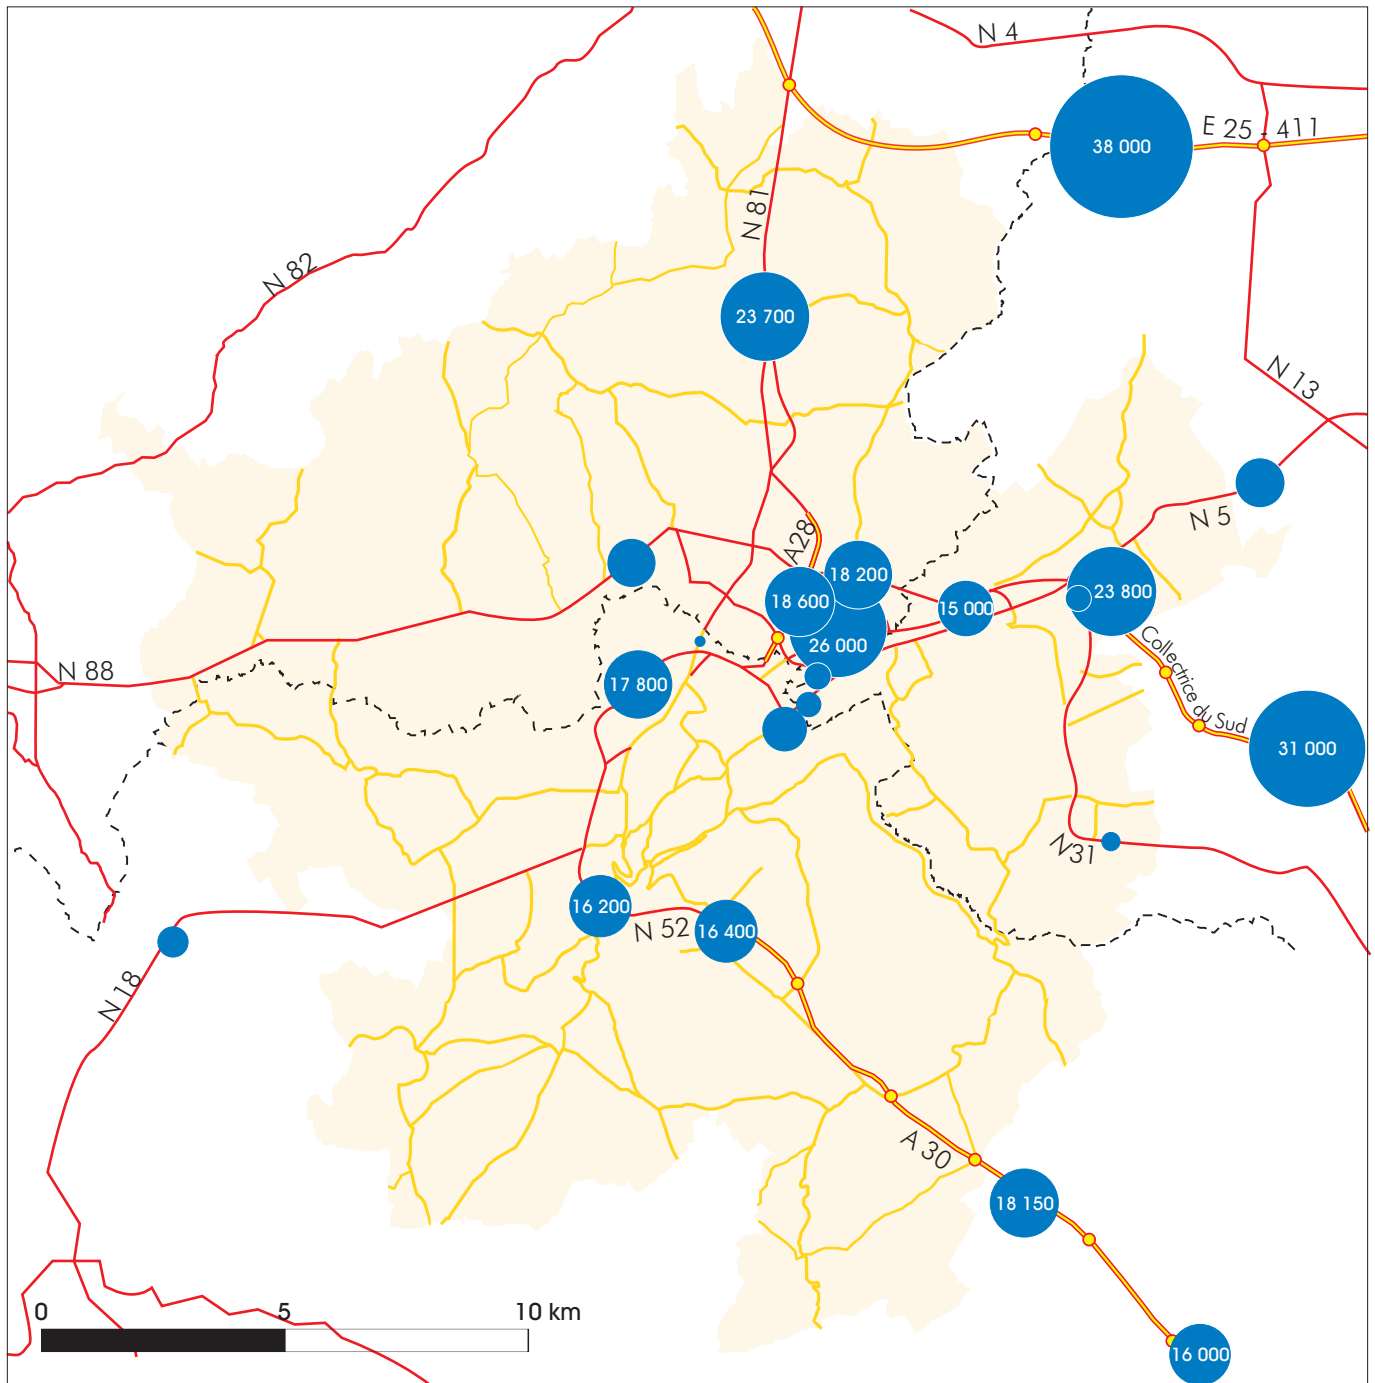 N 4
E 25 - 411
38 000
N 81
N 82
23 700
N 13
N 5
A28
18 200
18 600
15 000
23 800
26 000
Collectrice du Sud
N 88
17 800
31 000
N31
16 200
N 52
16 400
N 18
A 30
18 150
0 5 10 km
16 000